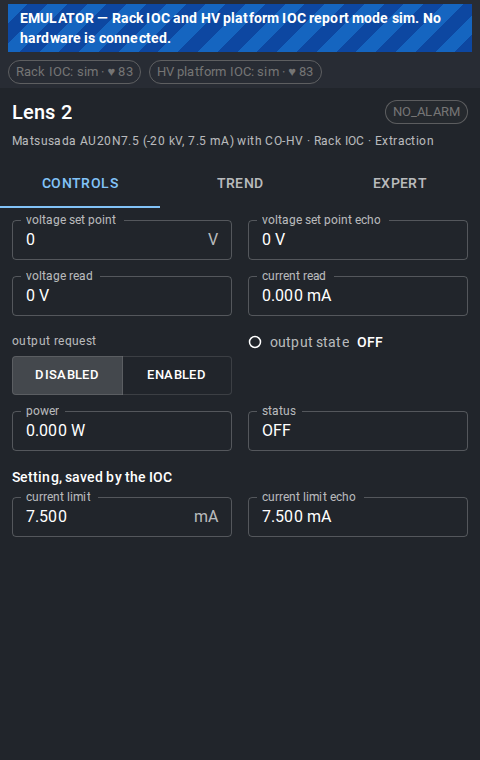 EMULATOR — Rack IOC and HV platform IOC report mode sim. No
hardware is connected.
Rack IOC: sim · ♥ 83
HV platform IOC: sim · ♥ 83
Lens 2
NO_ALARM
Matsusada AU20N7.5 (-20 kV, 7.5 mA) with CO-HV · Rack IOC · Extraction
CONTROLS
TREND
EXPERT
voltage set point
0 V
voltage set point echo
0 V
voltage read
0 V
current read
0.000 mA
output request
DISABLED
ENABLED
output state OFF
power
0.000 W
status
OFF
Setting, saved by the IOC
current limit
7.500 mA
current limit echo
7.500 mA